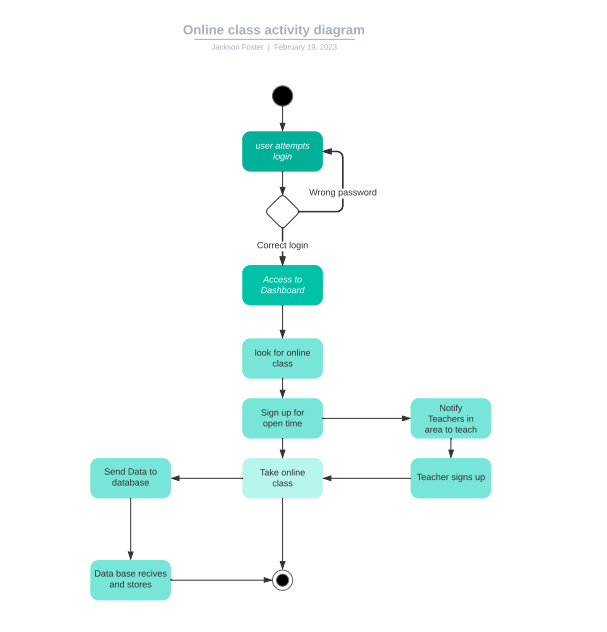 Online class activity diagram
Jackson Foster | February 19, 2023
user attempts
login
Wrong password
Correct login
Access to
Dashboard
look for online
class
Sign up for
open time
Notify
Teachers in
area to teach
Send Data to
database
Take online
class
Teacher signs up
Data base recives
and stores